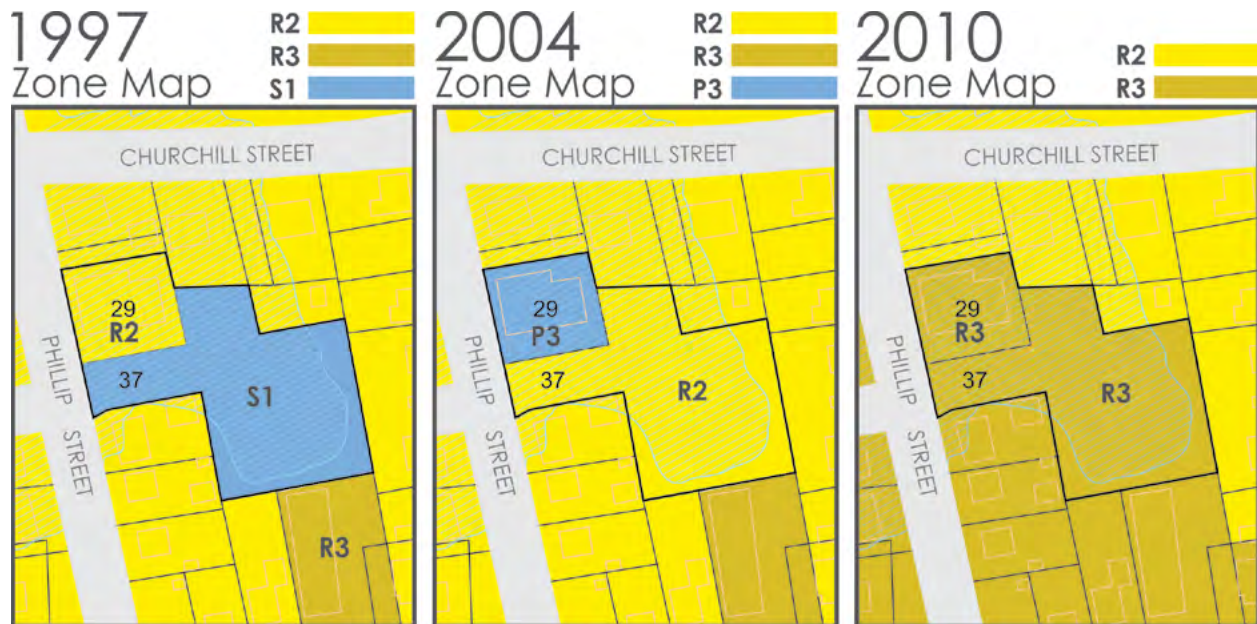 1997
Zone Map
R2
R3
S1
CHURCHILL STREET
29
R2
37
S1
PHILLIP STREET
R3
2004
Zone Map
R2
R3
P3
CHURCHILL STREET
29
P3
37
R2
PHILLIP STREET
2010
Zone Map
R2
R3
CHURCHILL STREET
29
R3
37
R3
PHILLIP STREET